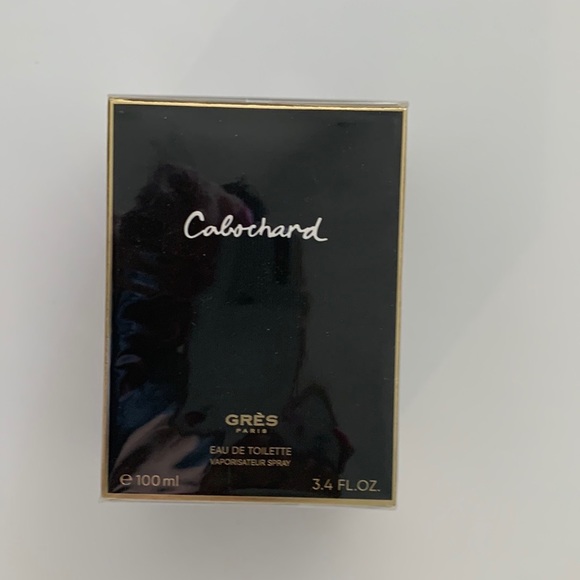 Cabochard
GRÈS
PARIS
EAU DE TOILETTE
VAPORISATEUR SPRAY
℮ 100 ml 3.4 FL.OZ.